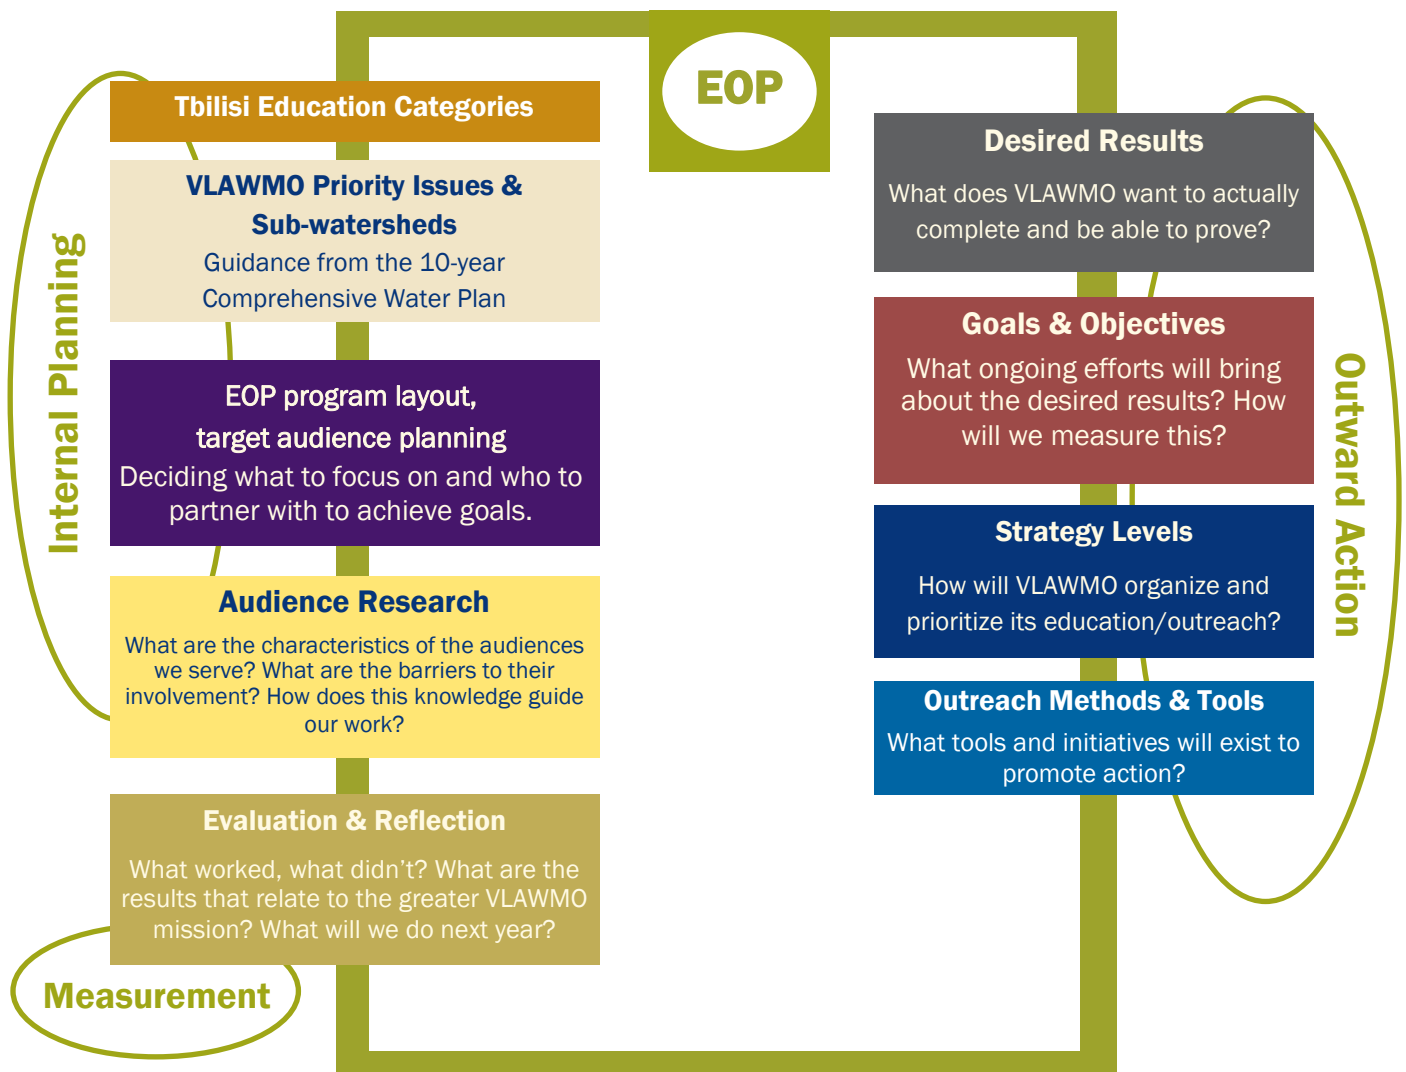 EOP
Internal Planning
Tbilisi Education Categories
VLAWMO Priority Issues &
Sub-watersheds
Guidance from the 10-year
Comprehensive Water Plan
EOP program layout,
target audience planning
Deciding what to focus on and who to
partner with to achieve goals.
Audience Research
What are the characteristics of the audiences
we serve? What are the barriers to their
involvement? How does this knowledge guide
our work?
Evaluation & Reflection
What worked, what didn’t? What are the
results that relate to the greater VLAWMO
mission? What will we do next year?
Measurement
Desired Results
What does VLAWMO want to actually
complete and be able to prove?
Goals & Objectives
What ongoing efforts will bring
about the desired results? How
will we measure this?
Strategy Levels
How will VLAWMO organize and
prioritize its education/outreach?
Outreach Methods & Tools
What tools and initiatives will exist to
promote action?
Outward Action